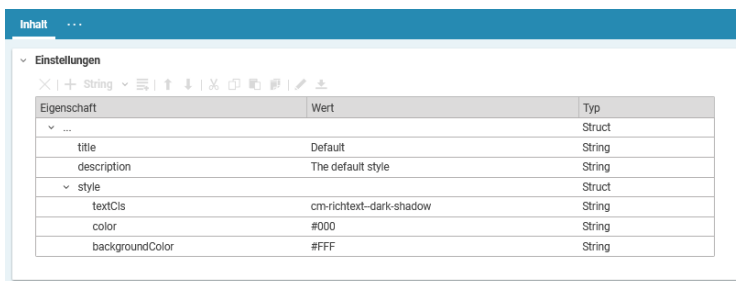 Inhalt ...
Einstellungen
String
Eigenschaft Wert Typ
... Struct
title Default String
description The default style String
style Struct
textCls cm-richtext--dark-shadow String
color #000 String
backgroundColor #FFF String